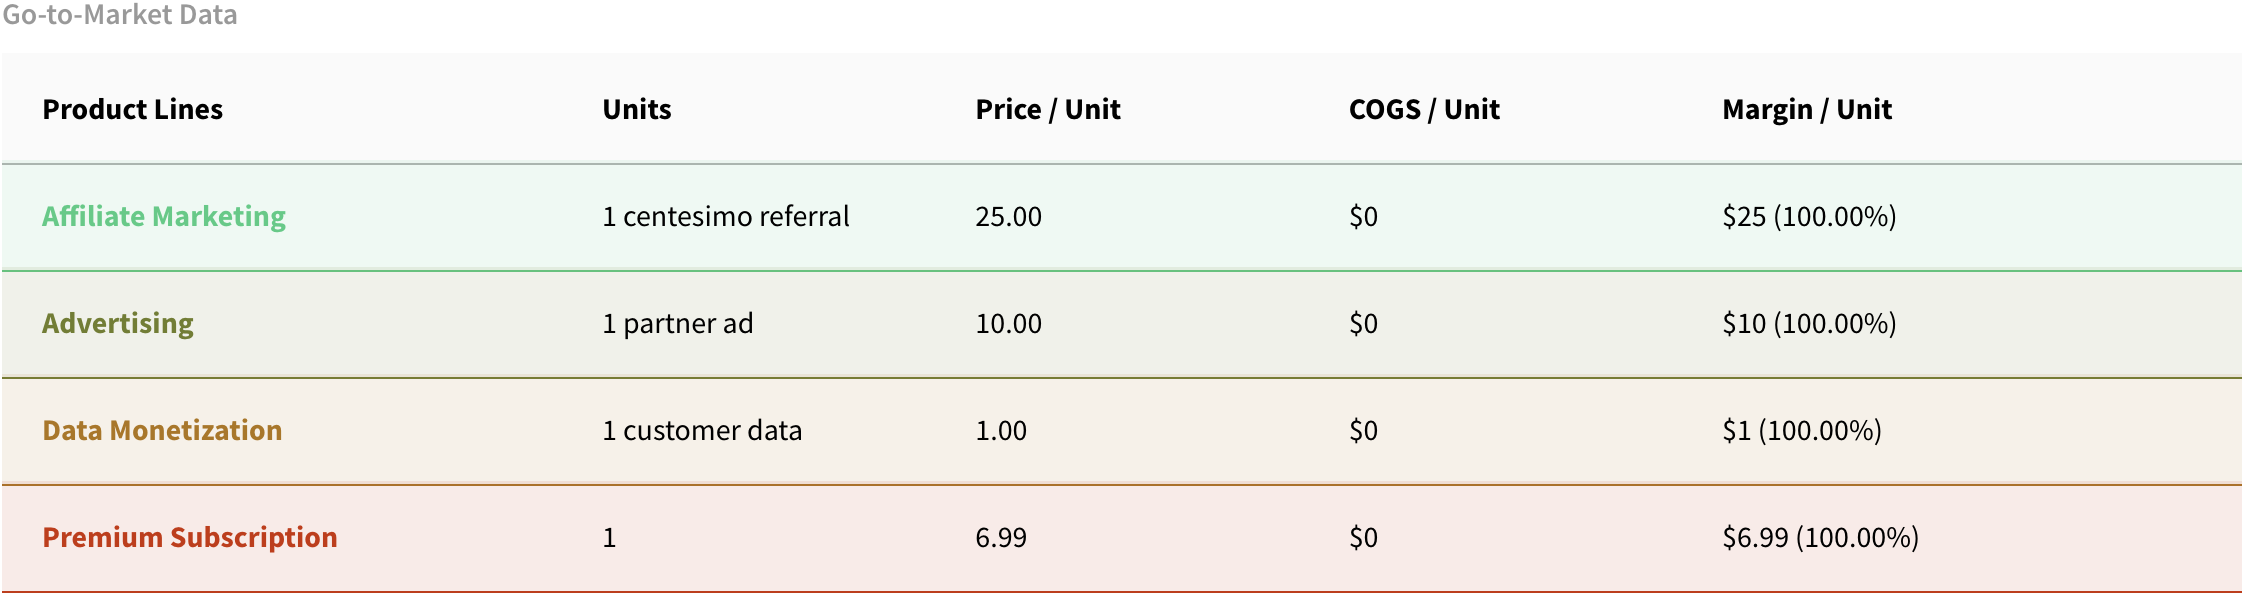 Go-to-Market Data
Product Lines Units Price / Unit COGS / Unit Margin / Unit
Affiliate Marketing 1 centesimo referral 25.00 $0 $25 (100.00%)
Advertising 1 partner ad 10.00 $0 $10 (100.00%)
Data Monetization 1 customer data 1.00 $0 $1 (100.00%)
Premium Subscription 1 6.99 $0 $6.99 (100.00%)